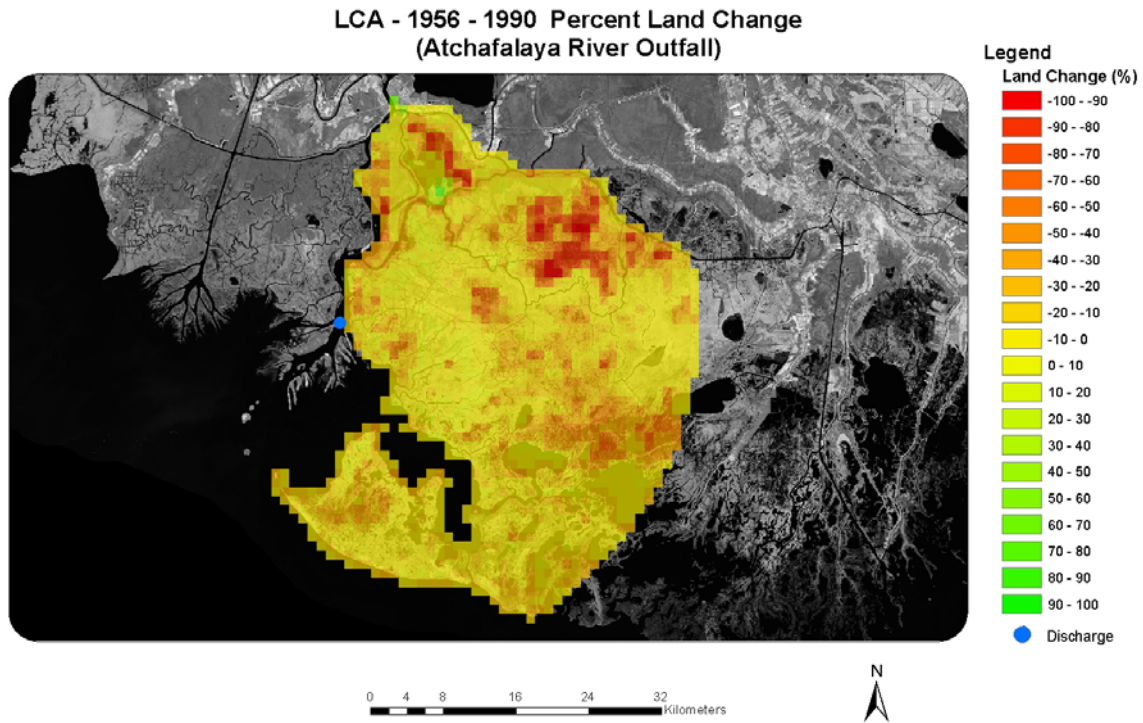 LCA - 1956 - 1990 Percent Land Change
(Atchafalaya River Outfall)
Legend
Land Change (%)
-100 - -90
-90 - -80
-80 - -70
-70 - -60
-60 - -50
-50 - -40
-40 - -30
-30 - -20
-20 - -10
-10 - 0
0 - 10
10 - 20
20 - 30
30 - 40
40 - 50
50 - 60
60 - 70
70 - 80
80 - 90
90 - 100
Discharge
N
0 4 8 16 24 32
Kilometers